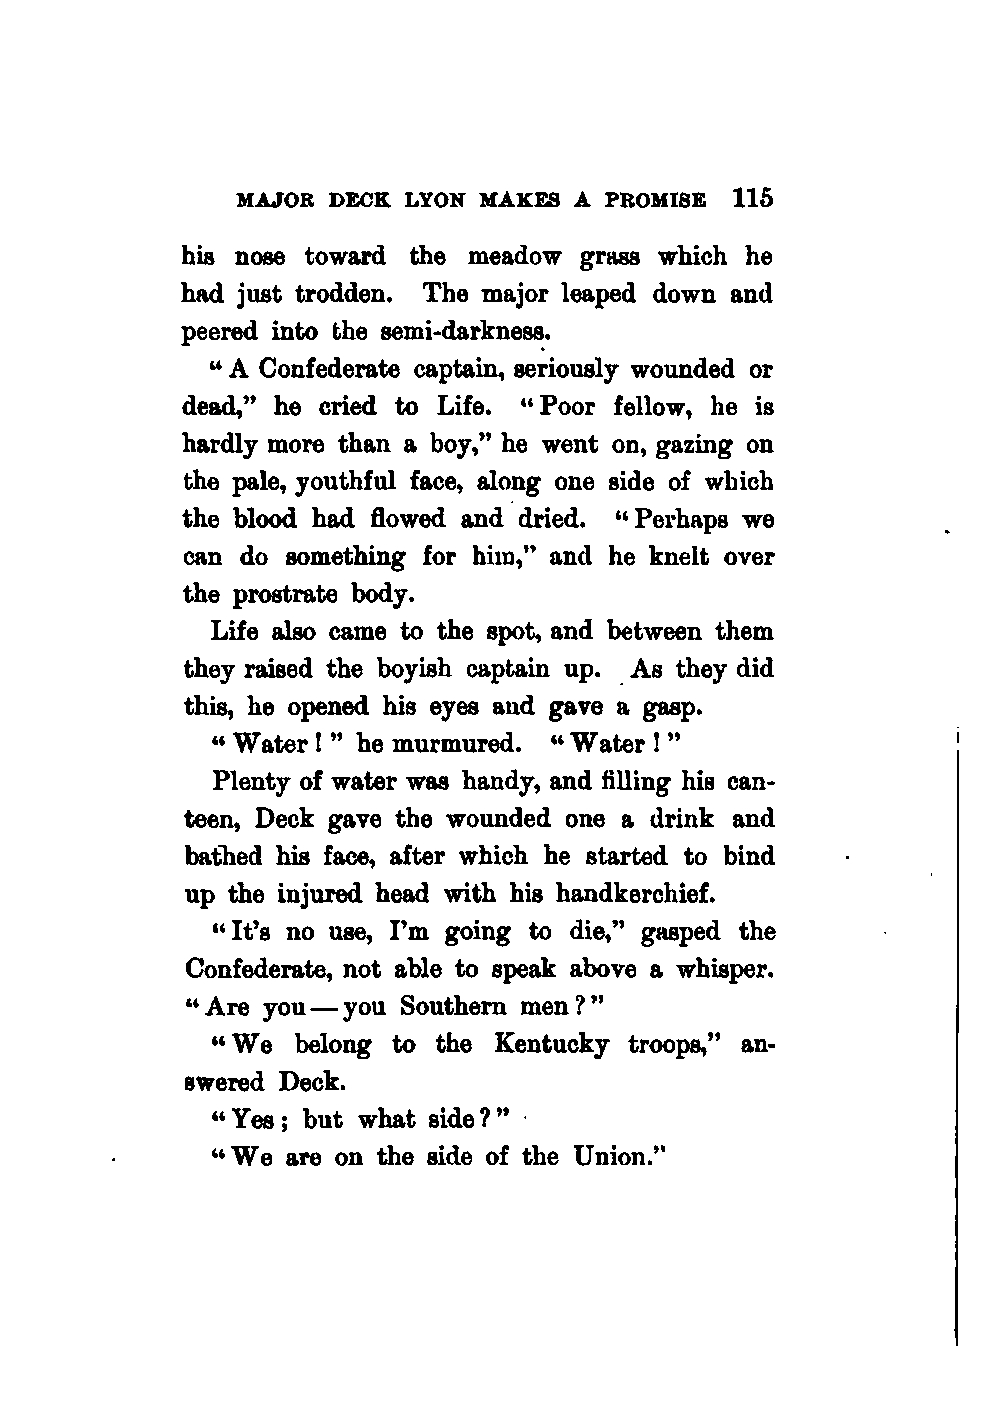 MAJOR DECK LYON MAKES A PROMISE 115
his nose toward the meadow grass which he
had just trodden. The major leaped down and
peered into the semi-darkness.
“A Confederate captain, seriously wounded or
dead,” he cried to Life. “Poor fellow, he is
hardly more than a boy,” he went on, gazing on
the pale, youthful face, along one side of which
the blood had flowed and dried. “Perhaps we
can do something for him,” and he knelt over
the prostrate body.
Life also came to the spot, and between them
they raised the boyish captain up. As they did
this, he opened his eyes and gave a gasp.
“Water!” he murmured. “Water!”
Plenty of water was handy, and filling his can-
teen, Deck gave the wounded one a drink and
bathed his face, after which he started to bind
up the injured head with his handkerchief.
“It’s no use, I’m going to die,” gasped the
Confederate, not able to speak above a whisper.
“Are you—you Southern men?”
“We belong to the Kentucky troops,” an-
swered Deck.
“Yes; but what side?”
“We are on the side of the Union.”